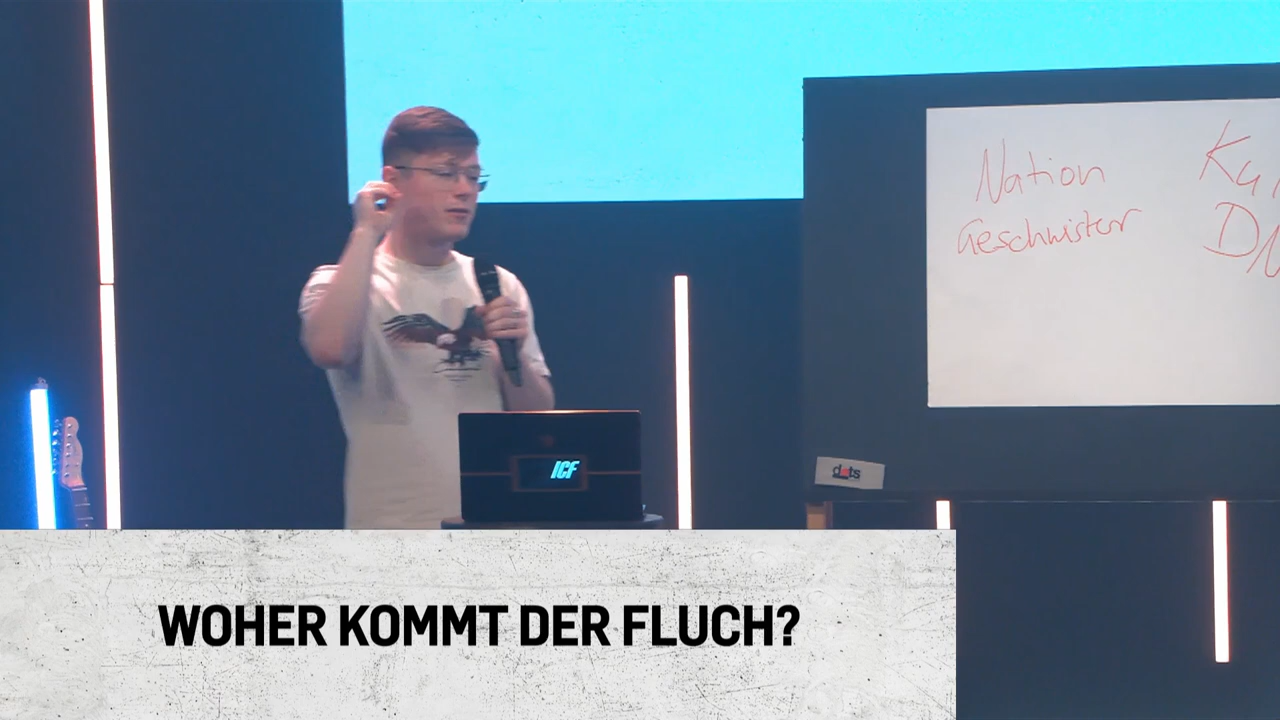 Nation
Geschwister
ICF
dots
WOHER KOMMT DER FLUCH?